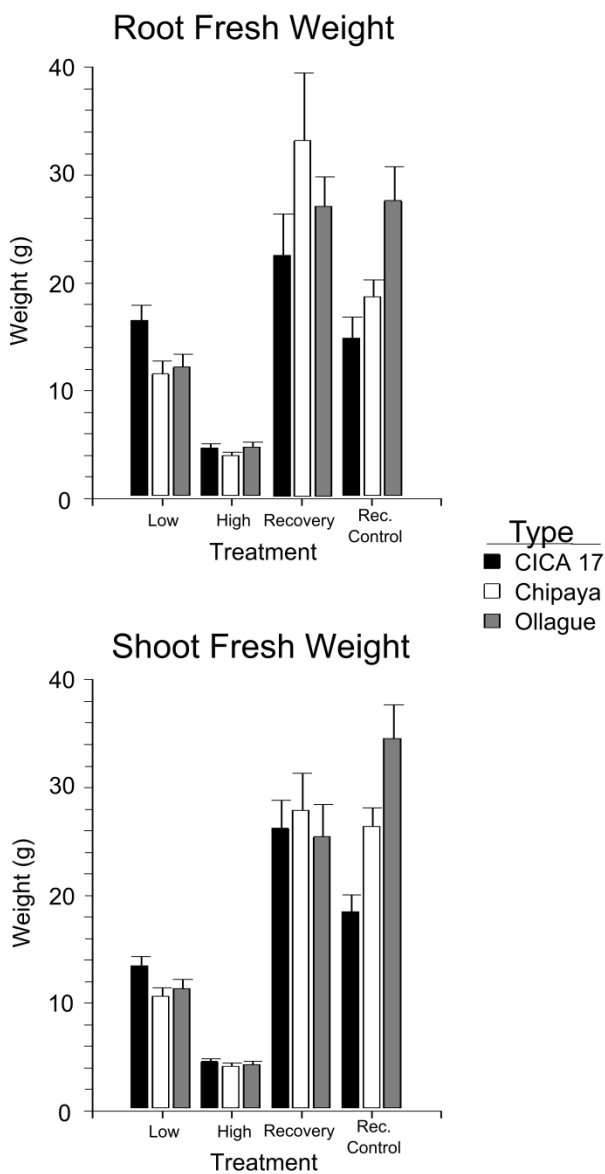 Root Fresh Weight
40
30
20
10
0
Weight (g)
Low
High
Recovery
Rec.
Control
Treatment
Type
CICA 17
Chipaya
Ollague
Shoot Fresh Weight
40
30
20
10
0
Weight (g)
Low
High
Recovery
Rec.
Control
Treatment